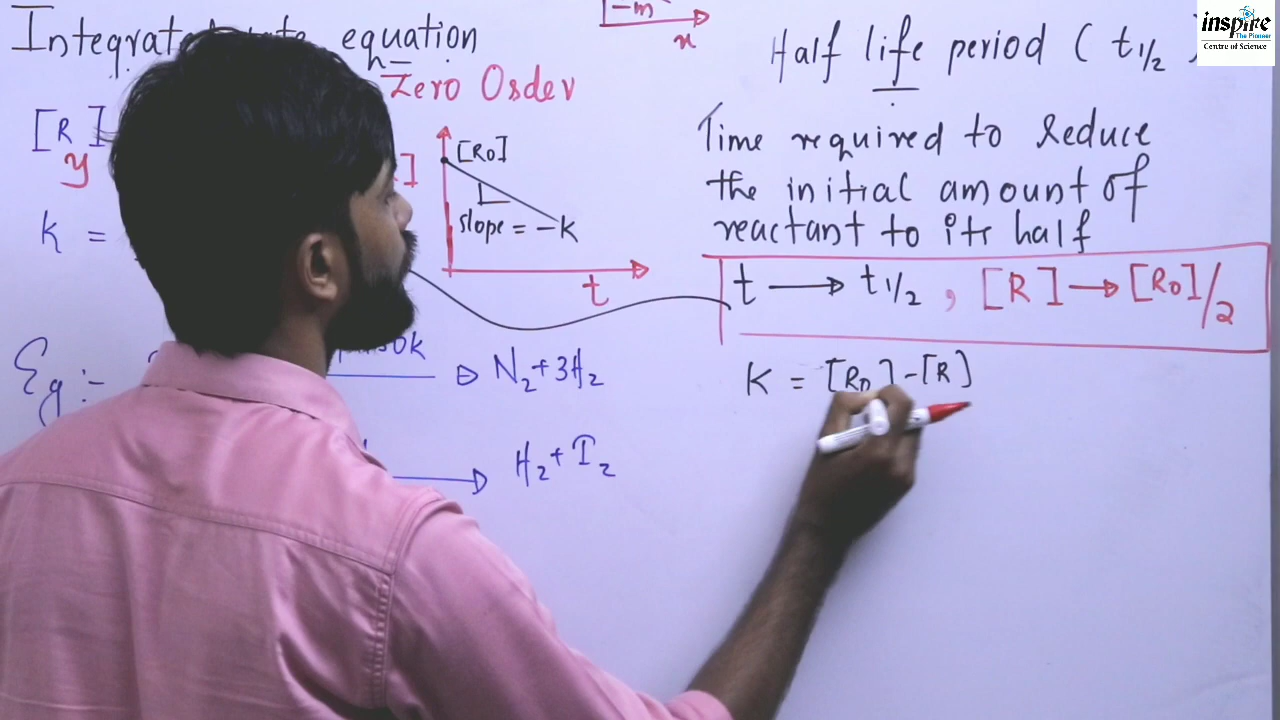 Integrated rate equation
Zero Order
[R]
y
k =
[R₀]
slope = -K
t
Eg:-
N₂+3H₂
H₂+I₂
-m
x
Half life period ( t1/2 )
Time required to Reduce
the initial amount of
reactant to its half
t → t1/2 , [R] → [R₀]/2
K = [R₀]-[R]
inspire
The Pioneer
Centre of Science